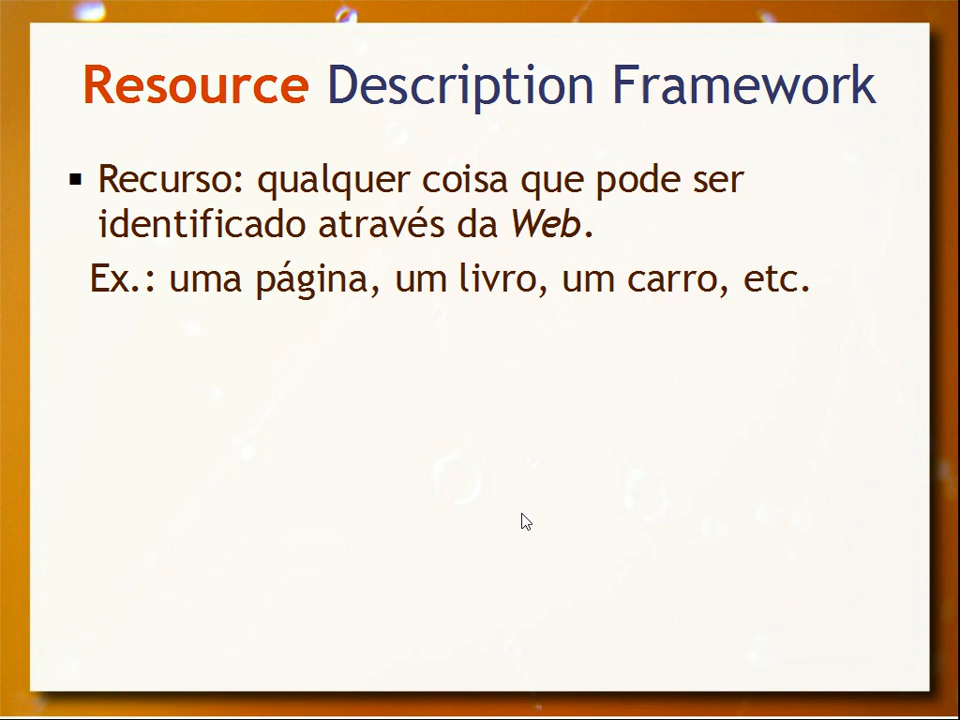 Resource Description Framework
▪ Recurso: qualquer coisa que pode ser
identificado através da Web.
Ex.: uma página, um livro, um carro, etc.